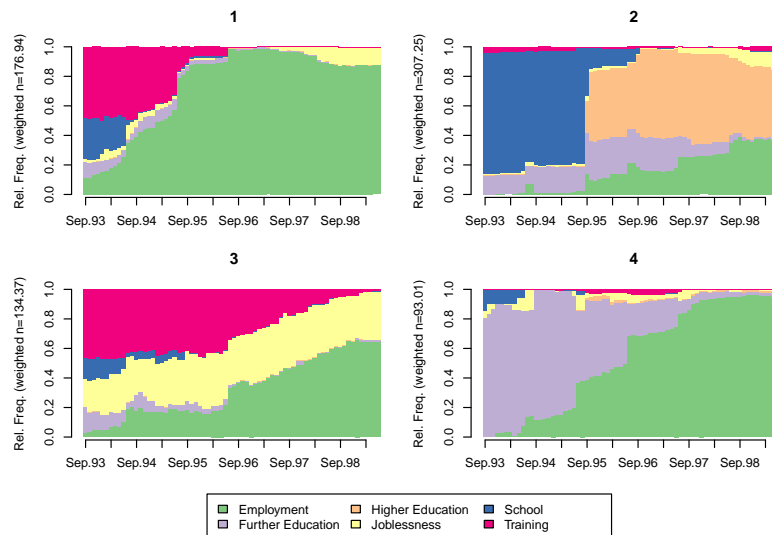 1
Rel. Freq. (weighted n=176.94)
0.0 0.2 0.4 0.6 0.8 1.0
Sep.93 Sep.94 Sep.95 Sep.96 Sep.97 Sep.98
2
Rel. Freq. (weighted n=307.25)
0.0 0.2 0.4 0.6 0.8 1.0
Sep.93 Sep.94 Sep.95 Sep.96 Sep.97 Sep.98
3
Rel. Freq. (weighted n=134.37)
0.0 0.2 0.4 0.6 0.8 1.0
Sep.93 Sep.94 Sep.95 Sep.96 Sep.97 Sep.98
4
Rel. Freq. (weighted n=93.01)
0.0 0.2 0.4 0.6 0.8 1.0
Sep.93 Sep.94 Sep.95 Sep.96 Sep.97 Sep.98
Employment Higher Education School
Further Education Joblessness Training